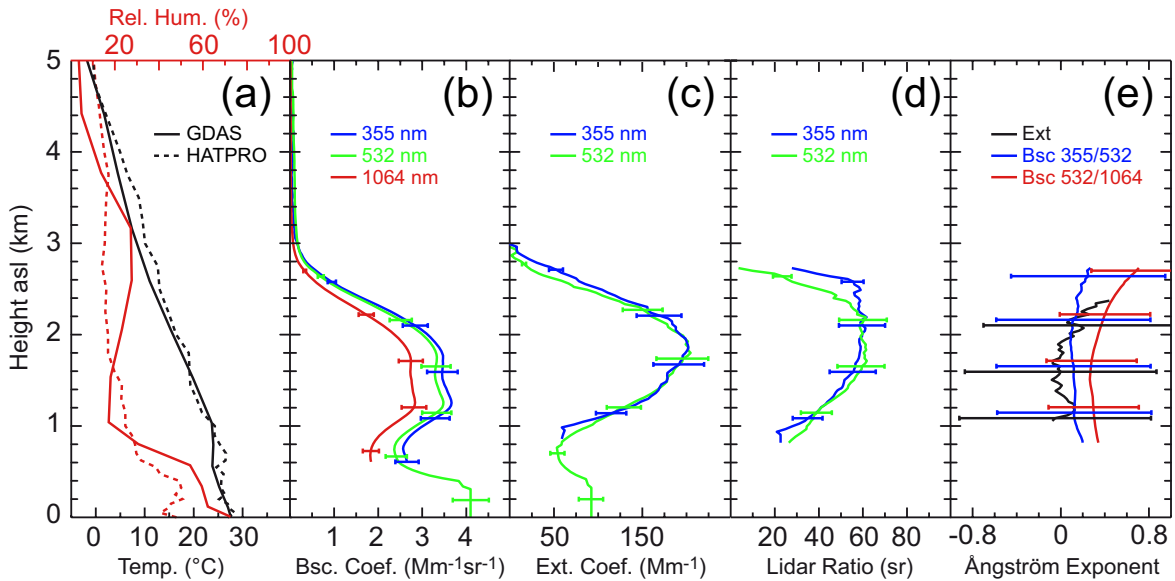 Rel. Hum. (%)
20 60 100
5
4
3
2
1
0
Height asl (km)
(a)
GDAS
HATPRO
0 10 20 30
Temp. (°C)
(b)
355 nm
532 nm
1064 nm
1 2 3 4
Bsc. Coef. (Mm⁻¹sr⁻¹)
(c)
355 nm
532 nm
50 150
Ext. Coef. (Mm⁻¹)
(d)
355 nm
532 nm
20 40 60 80
Lidar Ratio (sr)
(e)
Ext
Bsc 355/532
Bsc 532/1064
-0.8 0 0.8
Ångström Exponent